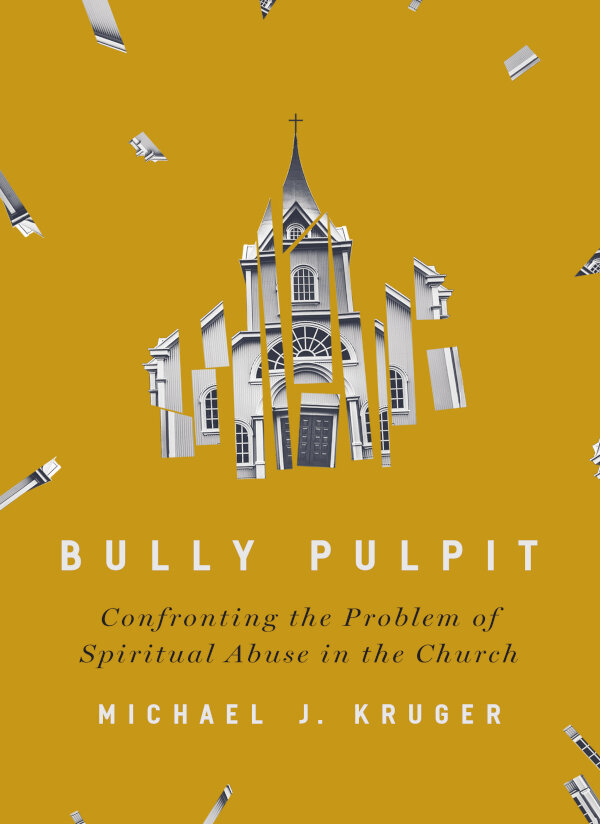 BULLY PULPIT
Confronting the Problem of
Spiritual Abuse in the Church
MICHAEL J. KRUGER